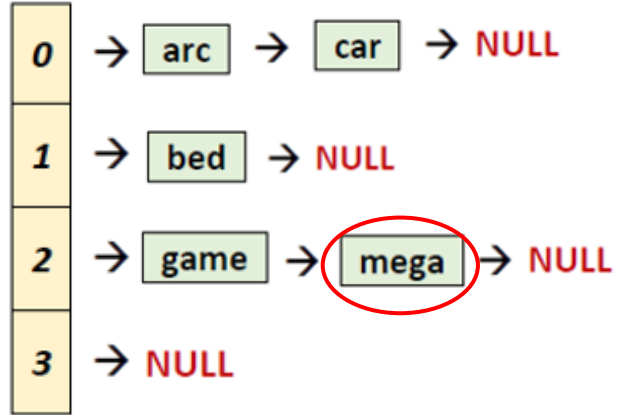 0 → arc → car → NULL
1 → bed → NULL
2 → game → mega → NULL
3 → NULL